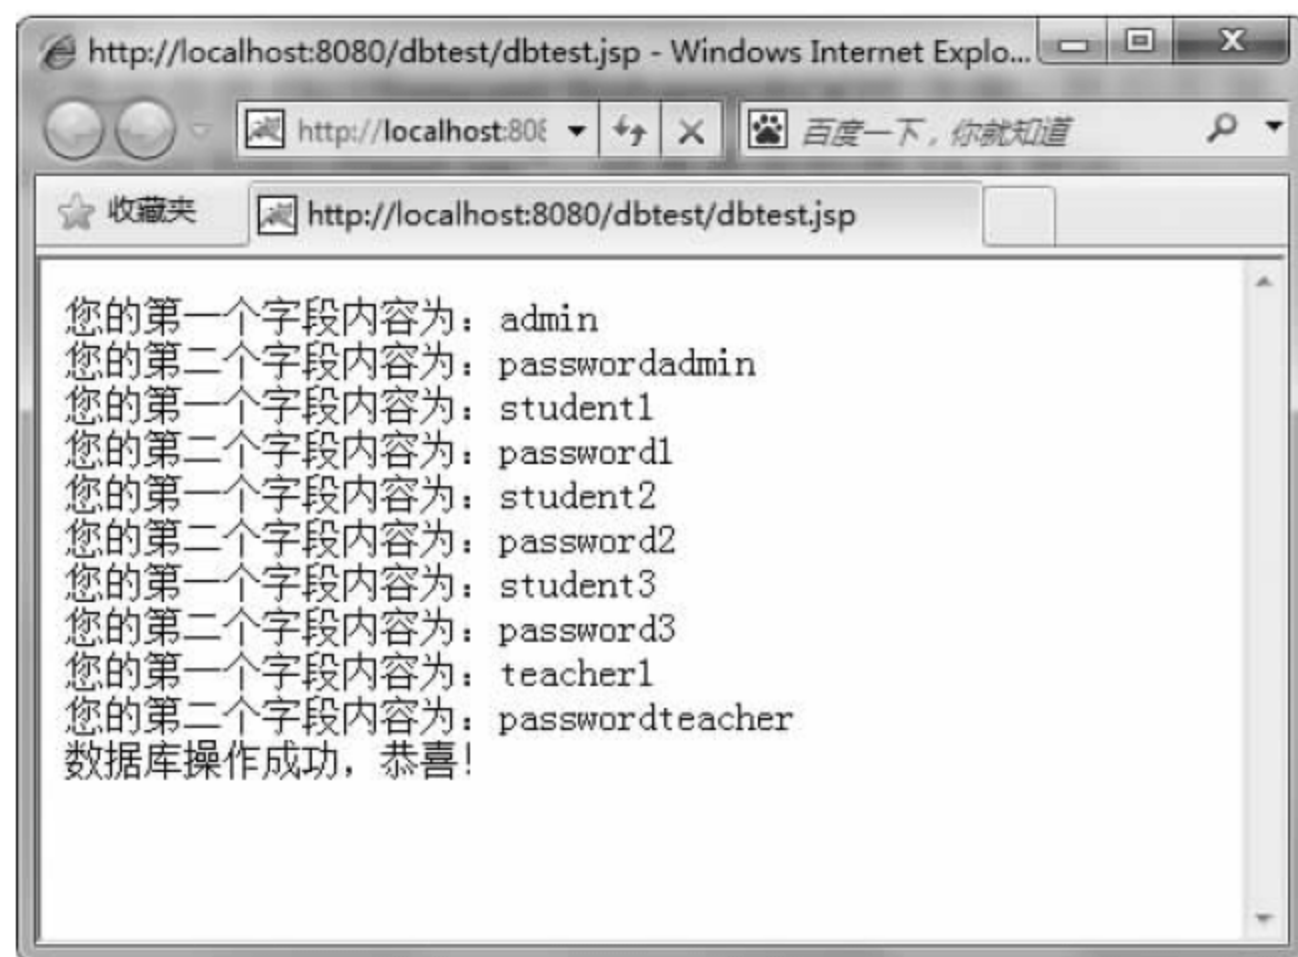 http://localhost:8080/dbtest/dbtest.jsp - Windows Internet Explo...
http://localhost:808
百度一下，你就知道
收藏夹
http://localhost:8080/dbtest/dbtest.jsp
您的第一个字段内容为：admin
您的第二个字段内容为：passwordadmin
您的第一个字段内容为：student1
您的第二个字段内容为：password1
您的第一个字段内容为：student2
您的第二个字段内容为：password2
您的第一个字段内容为：student3
您的第二个字段内容为：password3
您的第一个字段内容为：teacher1
您的第二个字段内容为：passwordteacher
数据库操作成功，恭喜！